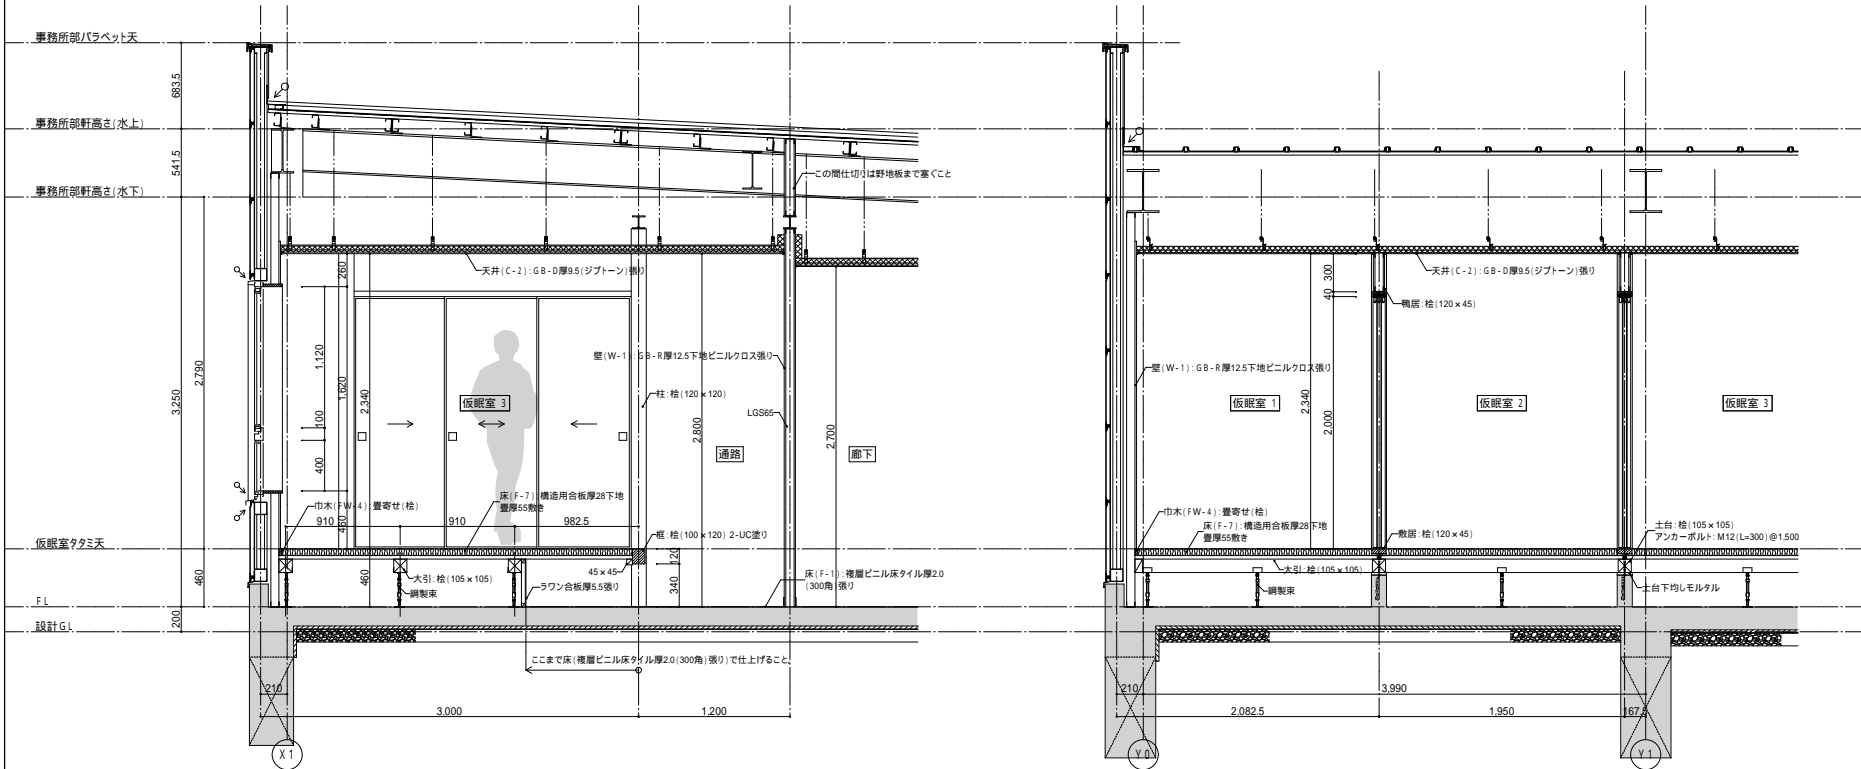 事務所部パラペット天
683.5
事務所部軒高さ(水上)
541.5
事務所部軒高さ(水下)
2,790
3,250
仮眠室タタミ天
460
FL
200
設計GL
この間仕切りは野地板まで塞ぐこと
天井(C-2):GB-D厚9.5(ジプトーン)張り
260
1,120
1,620
2,340
100
400
460
仮眠室 3
壁(W-1):GB-R厚12.5下地ビニルクロス張り
柱:桧(120×120)
LGS65
2,800
2,700
通路
廊下
巾木(FW-4):畳寄せ(桧)
床(F-7):構造用合板厚28下地
畳厚55敷き
910
910
982.5
框:桧(100×120) 2-UC塗り
120
340
45×45
大引:桧(105×105)
460
鋼製束
ラワン合板厚5.5張り
床(F-1):複層ビニル床タイル厚2.0
(300角)張り
ここまで床(複層ビニル床タイル厚2.0(300角)張り)で仕上げること
210
3,000
1,200
X1
天井(C-2):GB-D厚9.5(ジプトーン)張り
300
40
鴨居:桧(120×45)
壁(W-1):GB-R厚12.5下地ビニルクロス張り
2,340
2,000
仮眠室 1
仮眠室 2
仮眠室 3
巾木(FW-4):畳寄せ(桧)
床(F-7):構造用合板厚28下地
畳厚55敷き
敷居:桧(120×45)
土台:桧(105×105)
アンカーボルト:M12(L=300)@1,500
大引:桧(105×105)
鋼製束
土台下均しモルタル
210
3,990
2,082.5
1,950
167.5
Y0
Y1